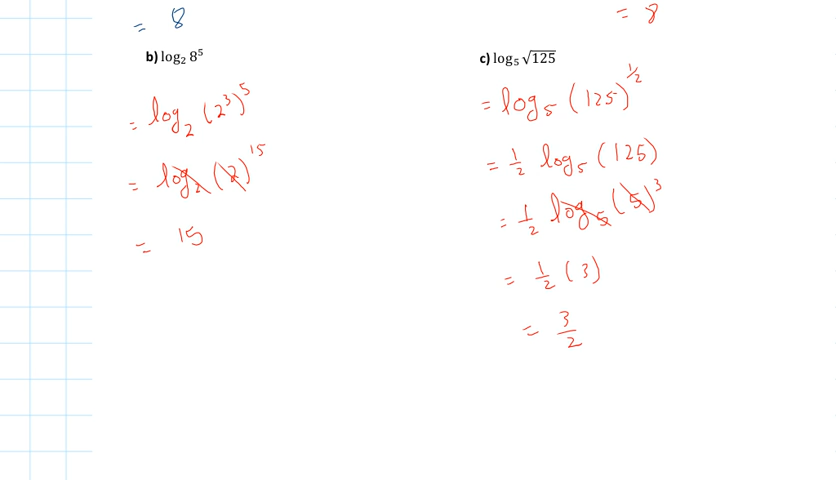 = 8
= 8
b) log₂ 8⁵
= log₂ (2³)⁵
= log₂ (2)¹⁵
= 15
c) log₅ √125
= log₅ (125)^1/2
= 1/2 log₅ (125)
= 1/2 log₅ (5)³
= 1/2 (3)
= 3/2